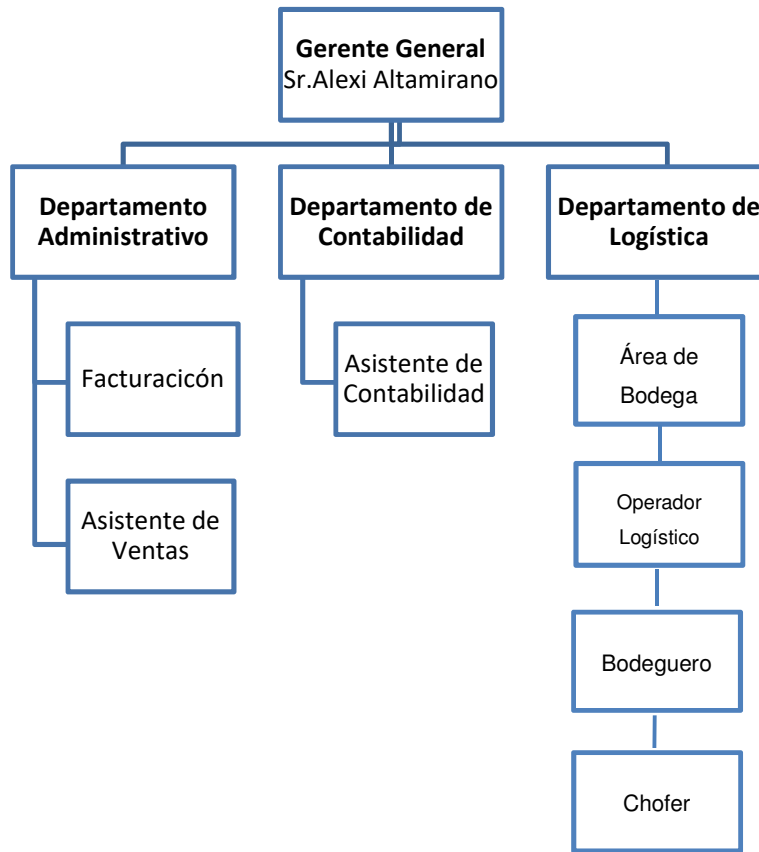 Gerente General
Sr.Alexi Altamirano
Departamento
Administrativo
Departamento de
Contabilidad
Departamento de
Logística
Facturacicón
Asistente de
Ventas
Asistente de
Contabilidad
Área de
Bodega
Operador
Logístico
Bodeguero
Chofer